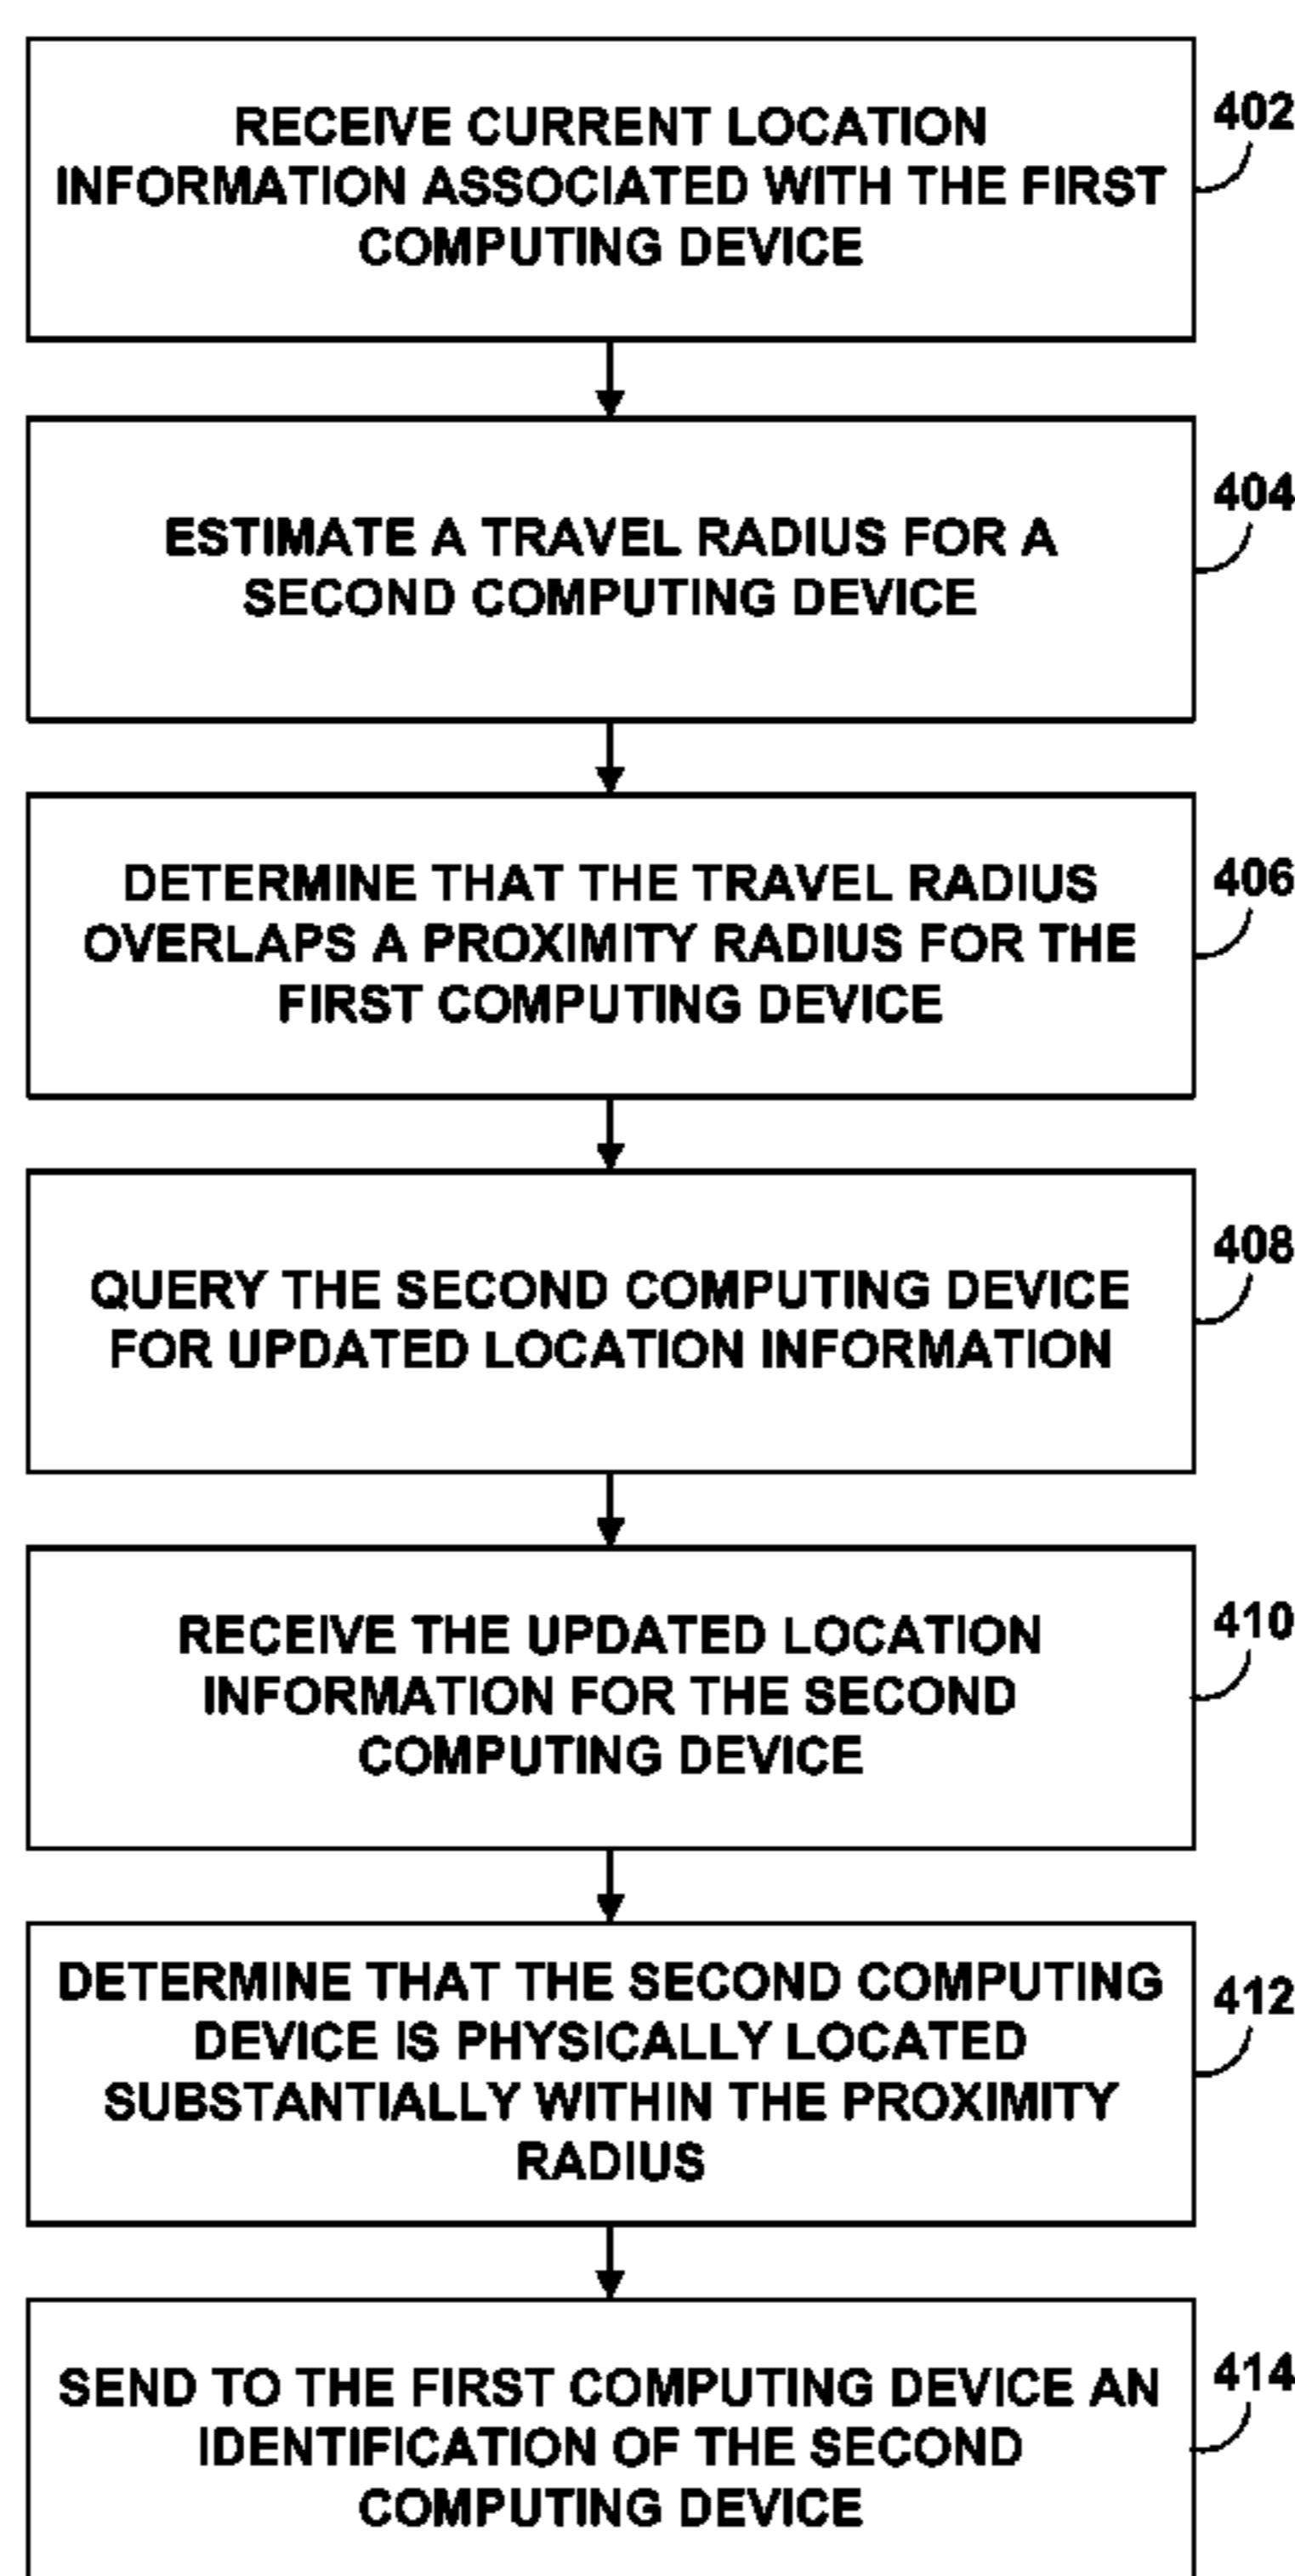 RECEIVE CURRENT LOCATION
INFORMATION ASSOCIATED WITH THE FIRST
COMPUTING DEVICE
402
ESTIMATE A TRAVEL RADIUS FOR A
SECOND COMPUTING DEVICE
404
DETERMINE THAT THE TRAVEL RADIUS
OVERLAPS A PROXIMITY RADIUS FOR THE
FIRST COMPUTING DEVICE
406
QUERY THE SECOND COMPUTING DEVICE
FOR UPDATED LOCATION INFORMATION
408
RECEIVE THE UPDATED LOCATION
INFORMATION FOR THE SECOND
COMPUTING DEVICE
410
DETERMINE THAT THE SECOND COMPUTING
DEVICE IS PHYSICALLY LOCATED
SUBSTANTIALLY WITHIN THE PROXIMITY
RADIUS
412
SEND TO THE FIRST COMPUTING DEVICE AN
IDENTIFICATION OF THE SECOND
COMPUTING DEVICE
414